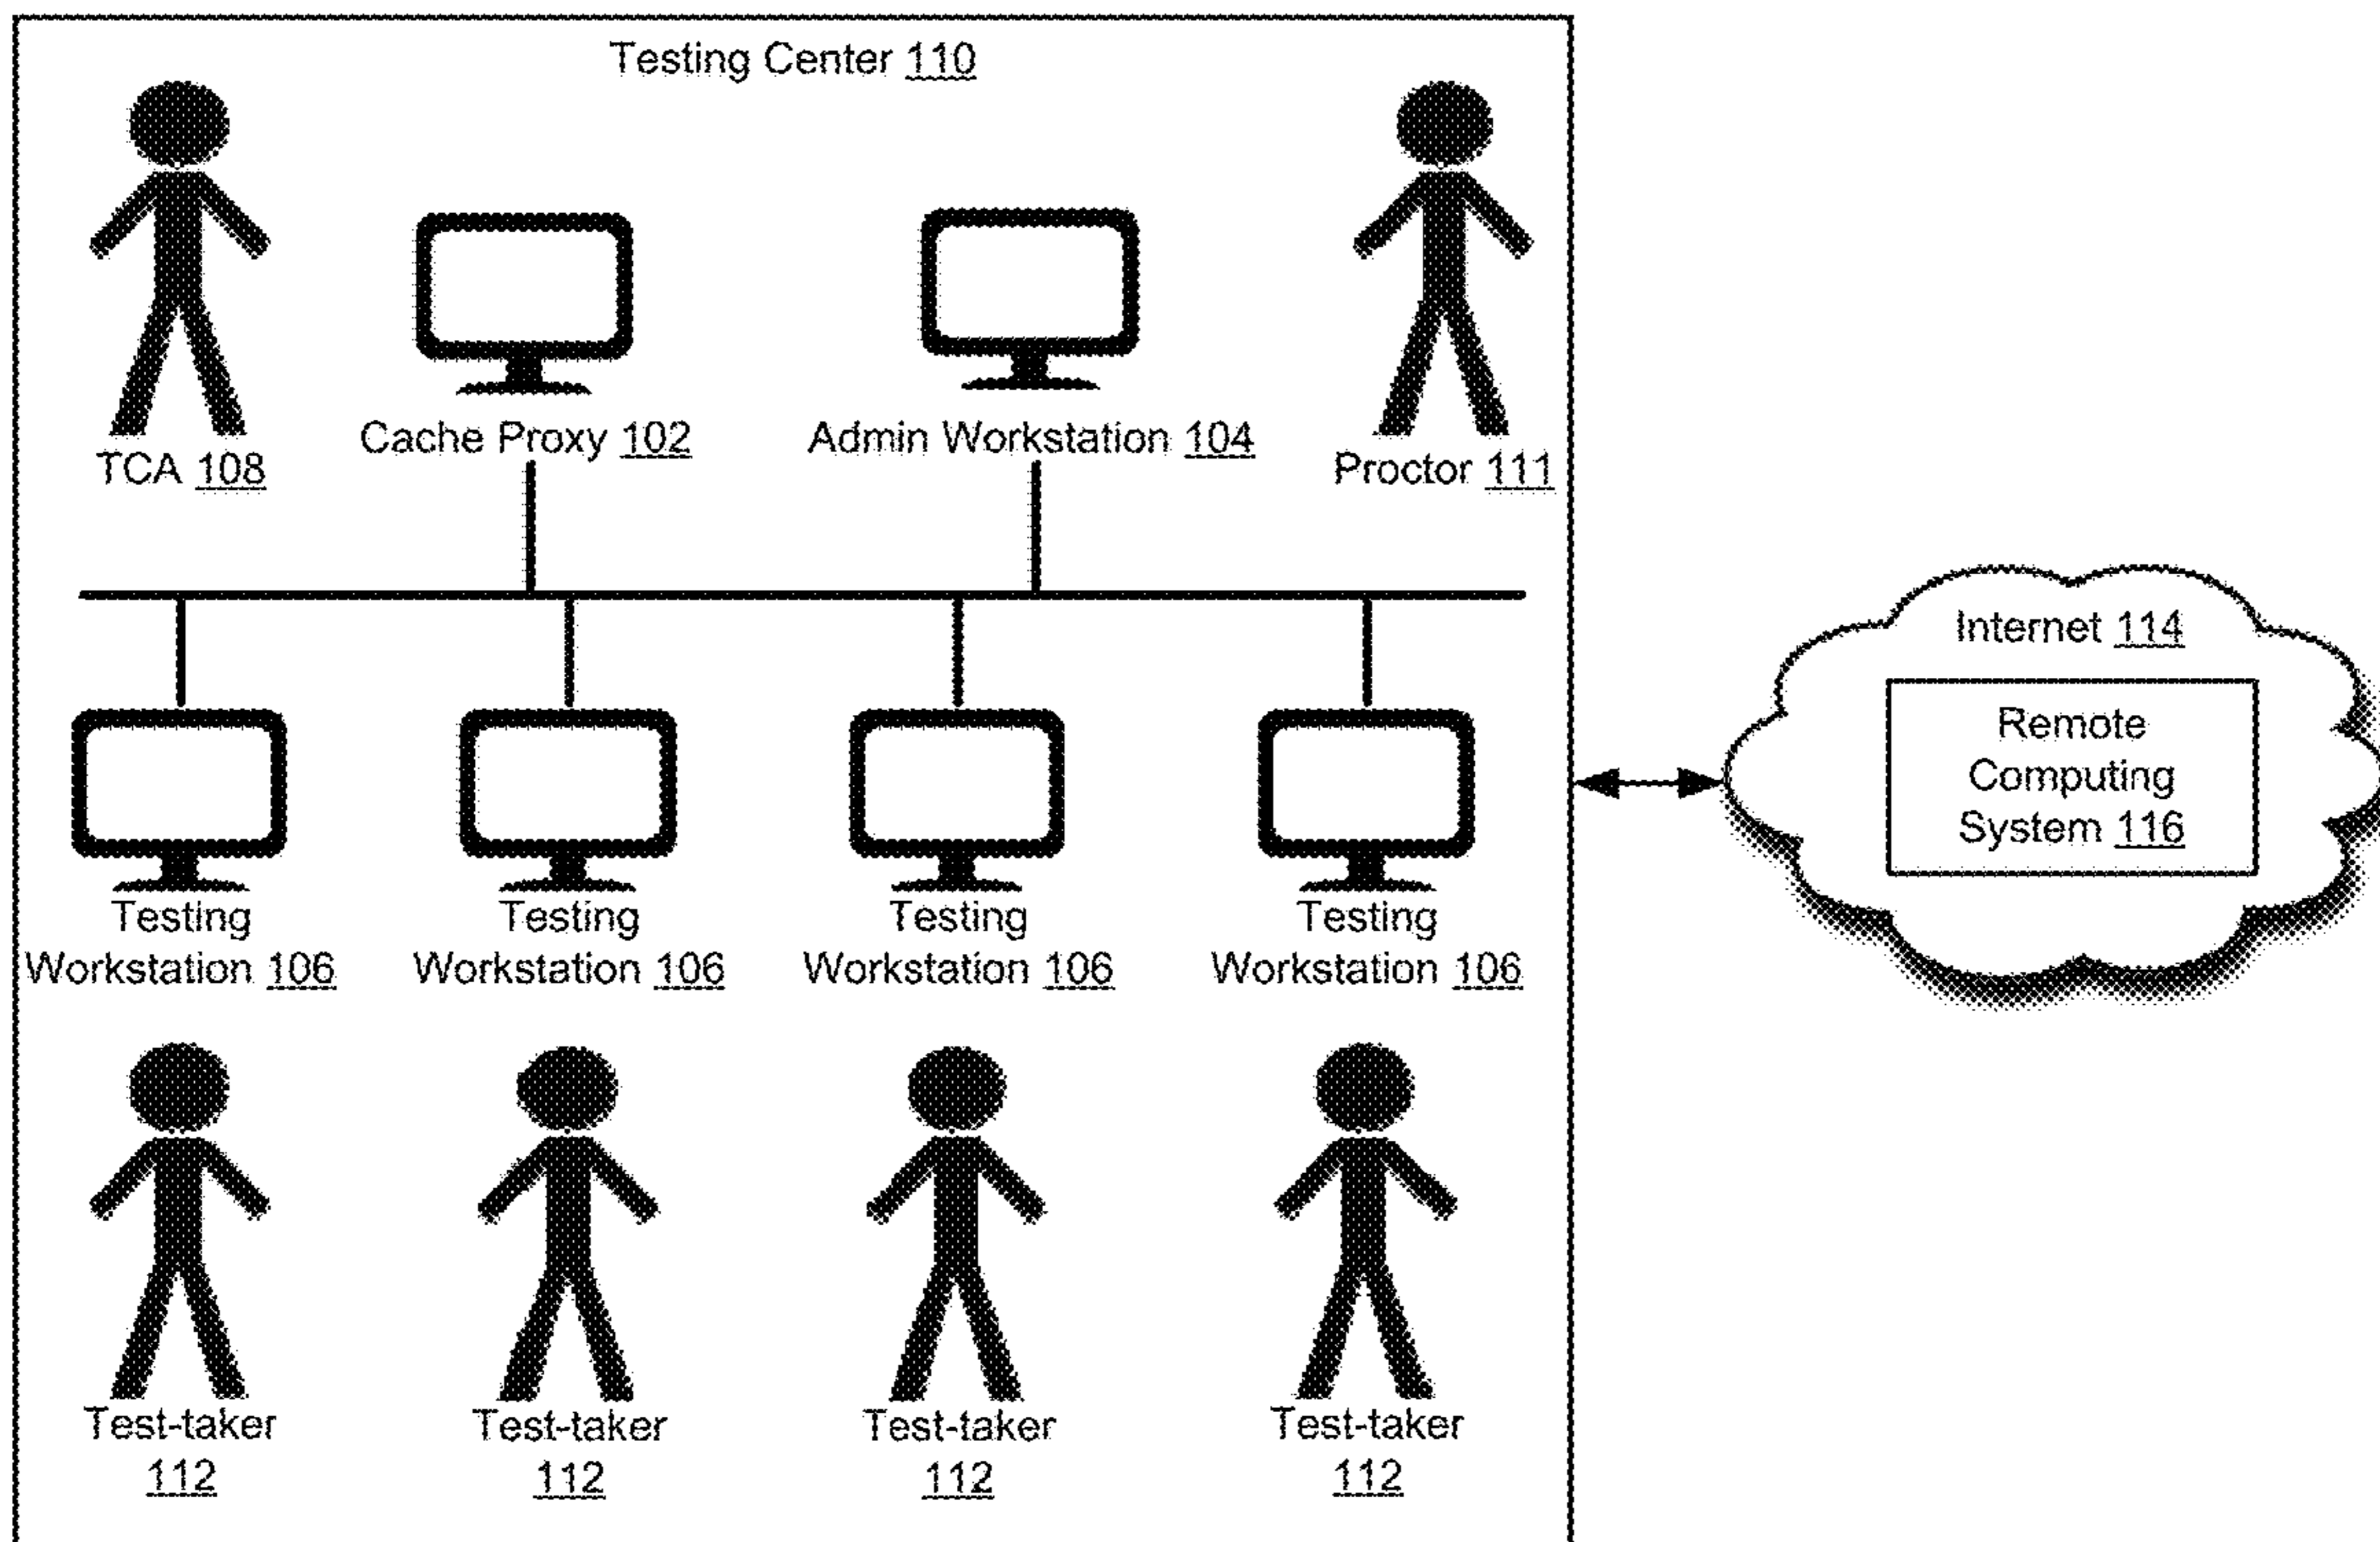 Testing Center 110
TCA 108
Cache Proxy 102
Admin Workstation 104
Proctor 111
Testing
Workstation 106
Testing
Workstation 106
Testing
Workstation 106
Testing
Workstation 106
Test-taker
112
Test-taker
112
Test-taker
112
Test-taker
112
Internet 114
Remote
Computing
System 116